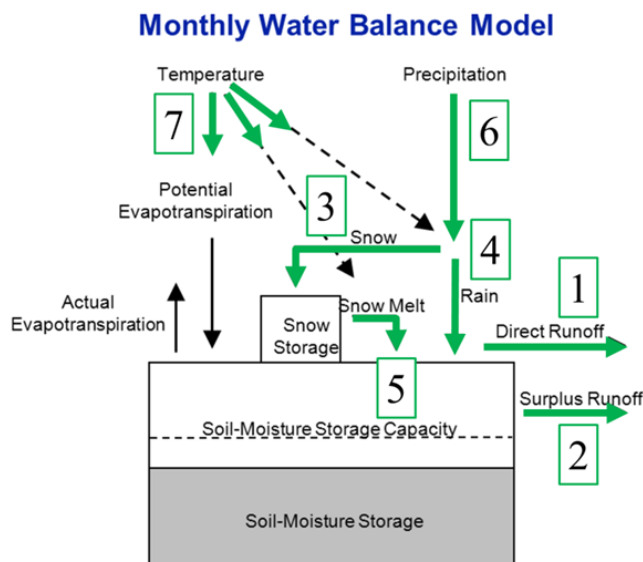 Monthly Water Balance Model
Temperature
Precipitation
7
6
Potential
Evapotranspiration
3
Snow
4
1
Actual
Evapotranspiration
Snow Melt
Rain
Snow
Storage
Direct Runoff
5
Surplus Runoff
Soil-Moisture Storage Capacity
2
Soil-Moisture Storage